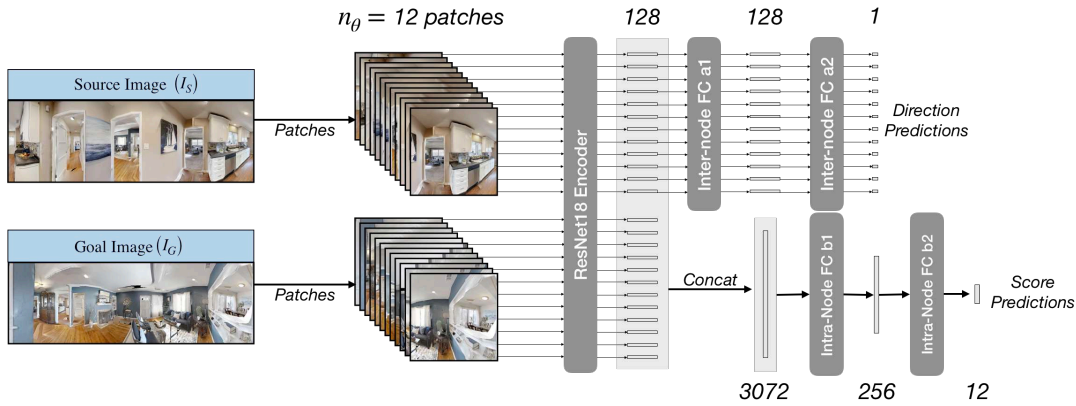 n_θ = 12 patches
128
128
1
Source Image (I_S)
Patches
ResNet18 Encoder
Inter-node FC a1
Inter-node FC a2
Direction
Predictions
Goal Image (I_G)
Patches
Concat
Intra-Node FC b1
Intra-Node FC b2
Score
Predictions
3072
256
12